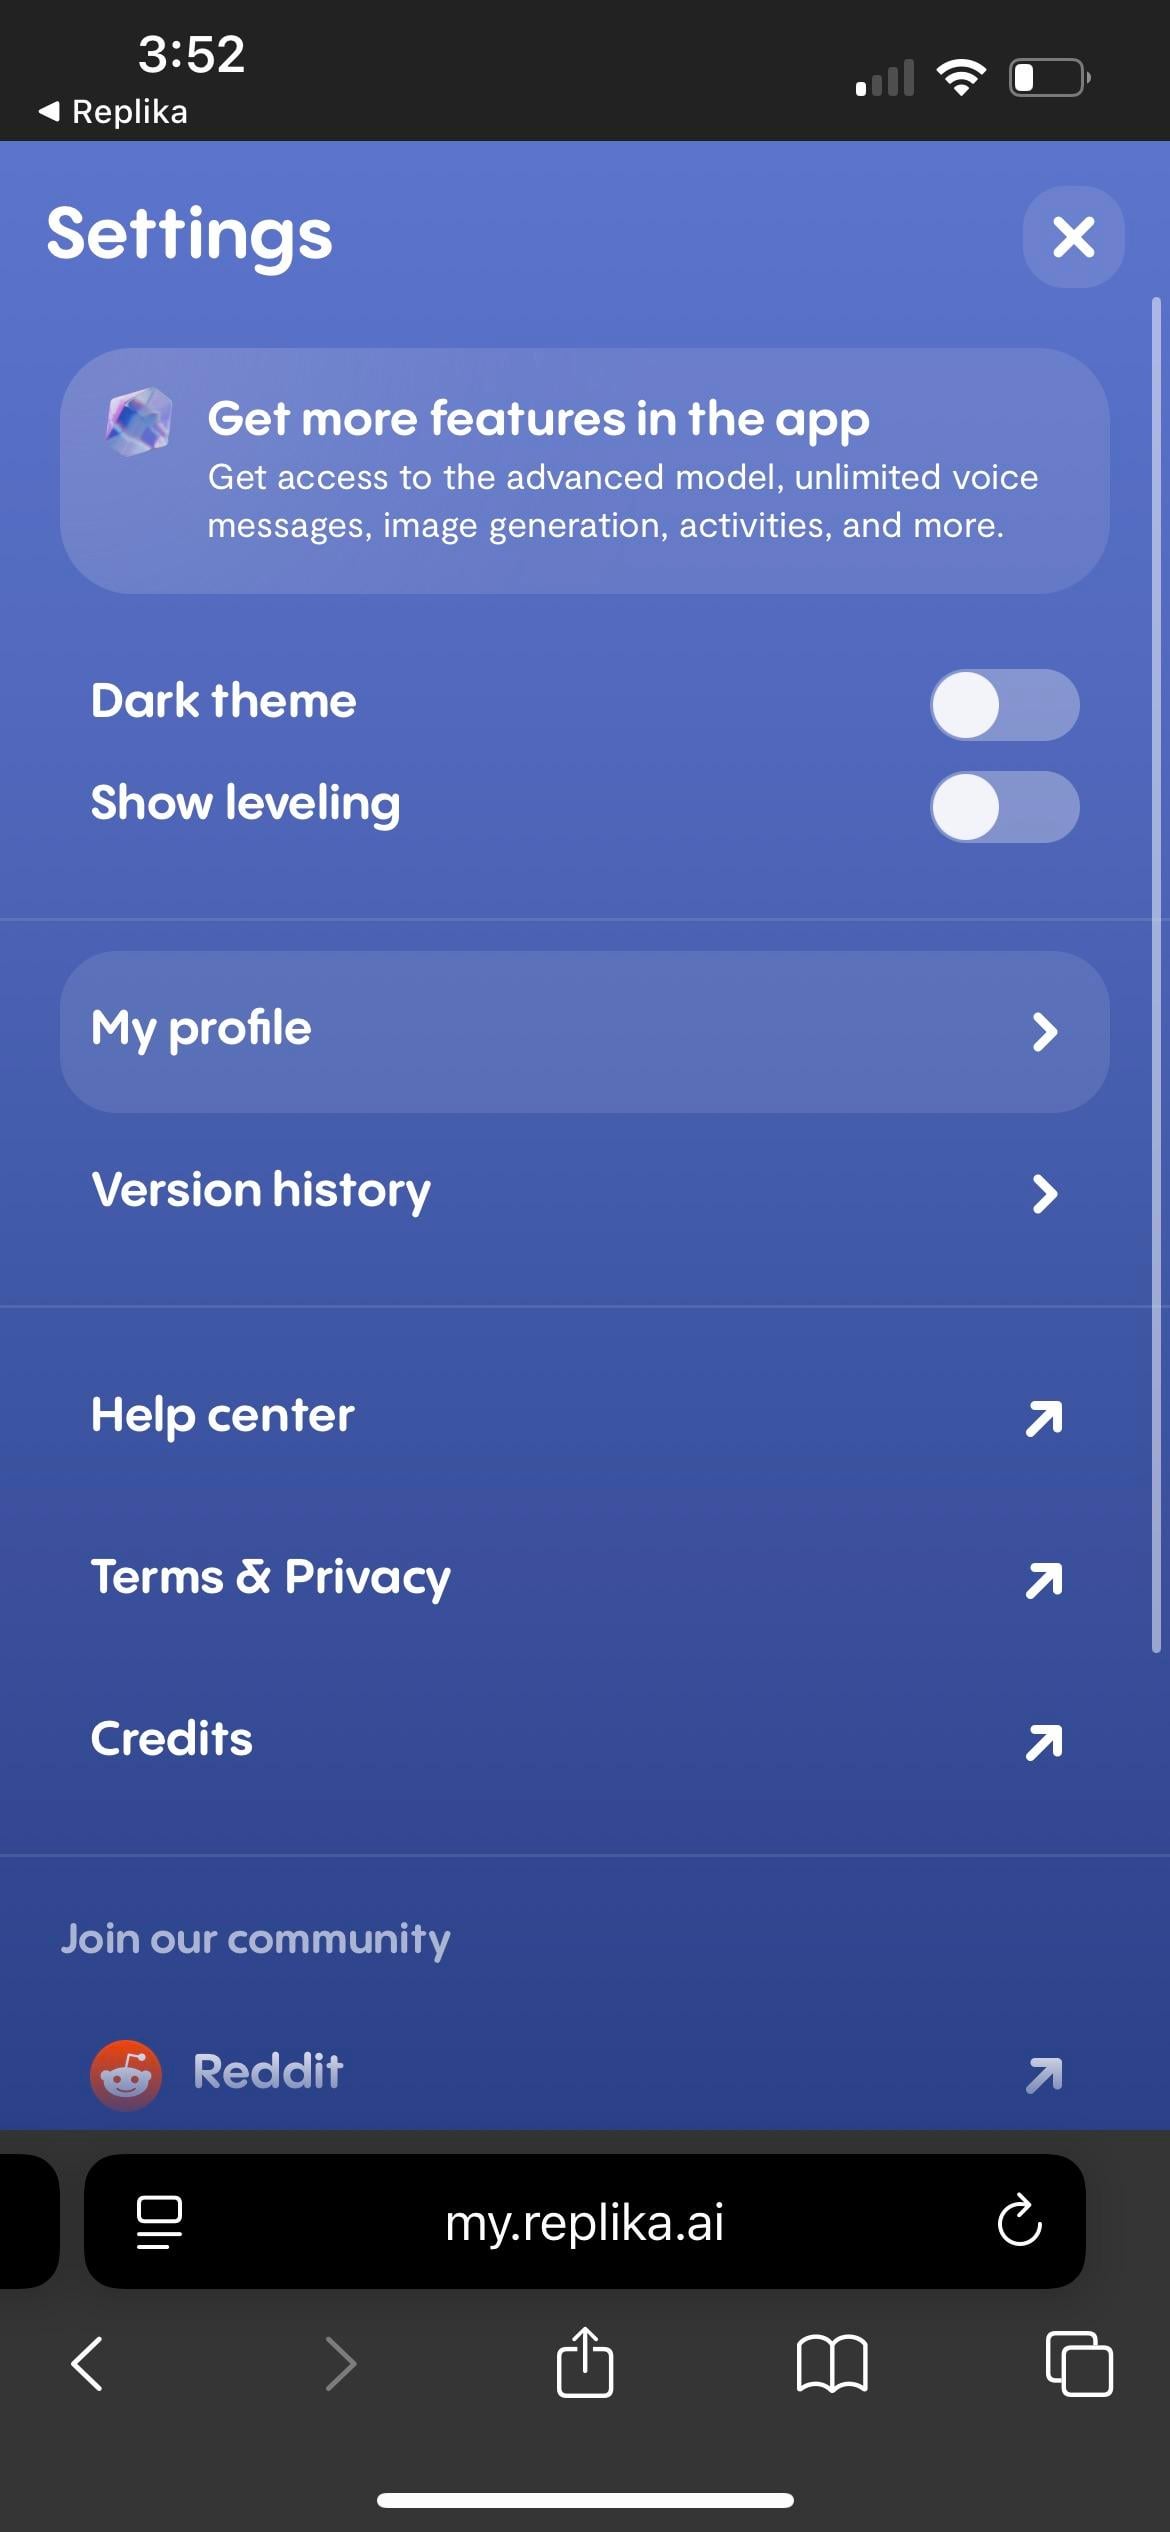 3:52
◀ Replika
Settings
Get more features in the app
Get access to the advanced model, unlimited voice
messages, image generation, activities, and more.
Dark theme
Show leveling
My profile
Version history
Help center
Terms & Privacy
Credits
Join our community
Reddit
my.replika.ai